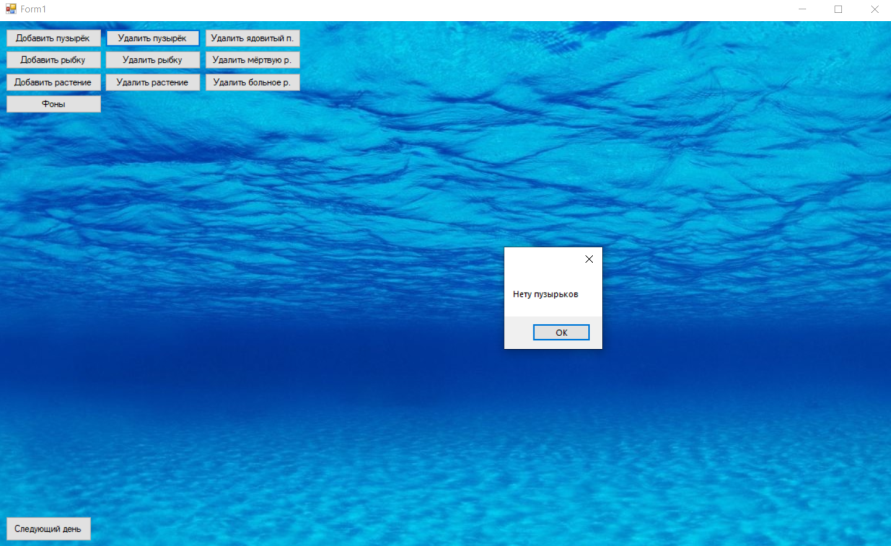 Form1
Добавить пузырёк Удалить пузырёк Удалить ядовитый п.
Добавить рыбку Удалить рыбку Удалить мёртвую р.
Добавить растение Удалить растение Удалить больное р.
Фоны
Нету пузырьков
OK
Следующий день